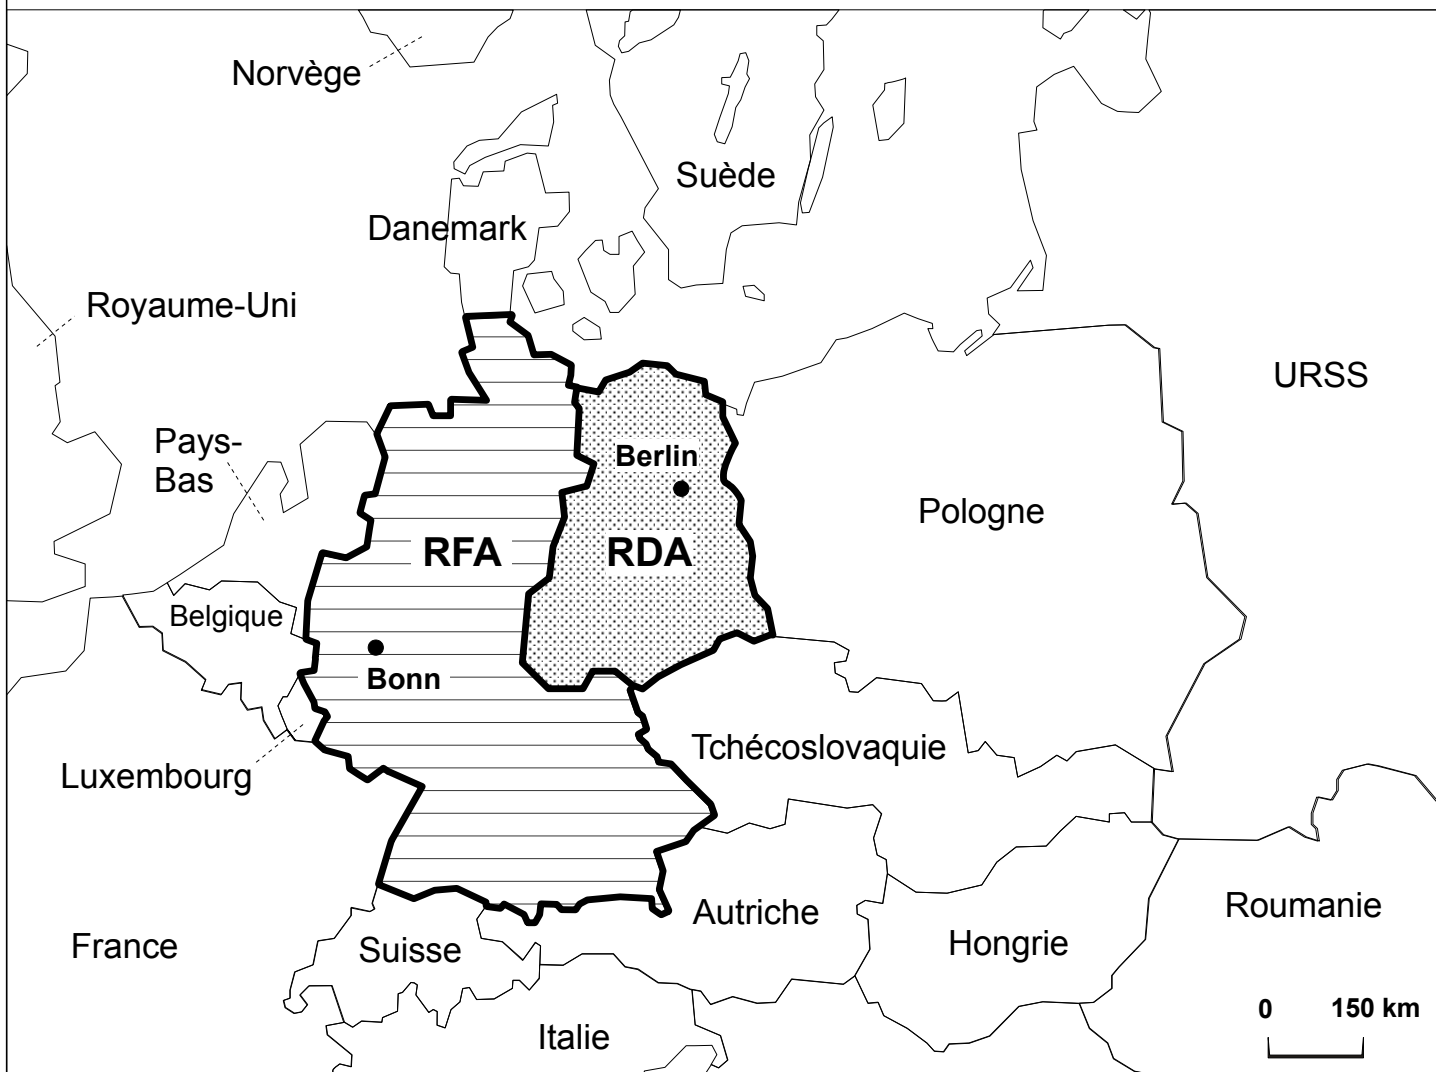 Norvège
Suède
Danemark
Royaume-Uni
URSS
Pays-
Bas
Berlin
Pologne
RFA
RDA
Belgique
Bonn
Tchécoslovaquie
Luxembourg
Autriche
Roumanie
France
Suisse
Hongrie
0 150 km
Italie